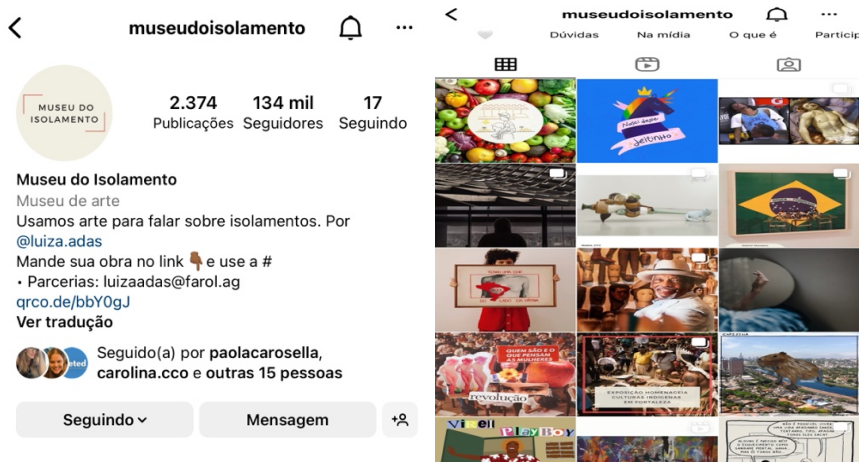 museudoisolamento
MUSEU DO
ISOLAMENTO
2.374 134 mil 17
Publicações Seguidores Seguindo
Museu do Isolamento
Museu de arte
Usamos arte para falar sobre isolamentos. Por
@luiza.adas
Mande sua obra no link e use a #
• Parcerias: luizaadas@farol.ag
qrco.de/bbY0gJ
Ver tradução
Seguido(a) por paolacarosella,
carolina.cco e outras 15 pessoas
Seguindo
Mensagem
museudoisolamento
Dúvidas Na mídia O que é Particip
jeitinho
QUEM SÃO E O
QUE PENSAM
AS MULHERES
revolução
EXPOSIÇÃO HOMENAGEIA
CULTURAS INDÍGENAS
EM FORTALEZA
PLAYBOY